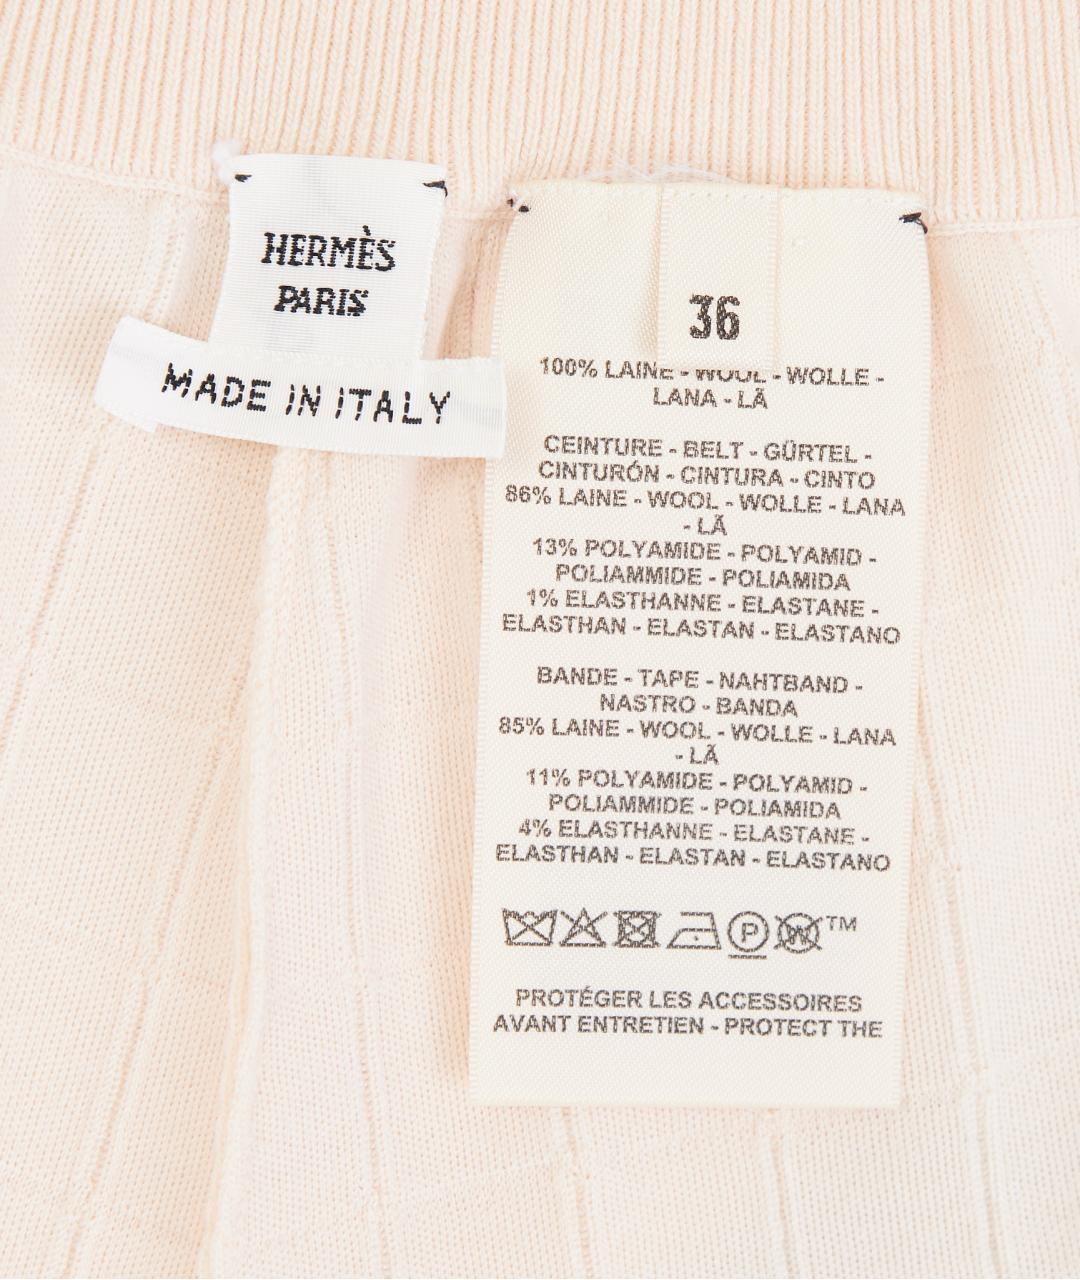 HERMÈS
PARIS
MADE IN ITALY
36
100% LAINE - WOOL - WOLLE -
LANA - LÃ
CEINTURE - BELT - GÜRTEL -
CINTURÓN - CINTURA - CINTO
86% LAINE - WOOL - WOLLE - LANA
- LÃ
13% POLYAMIDE - POLYAMID -
POLIAMMIDE - POLIAMIDA
1% ELASTHANNE - ELASTANE -
ELASTHAN - ELASTAN - ELASTANO
BANDE - TAPE - NAHTBAND -
NASTRO - BANDA
85% LAINE - WOOL - WOLLE - LANA
- LÃ
11% POLYAMIDE - POLYAMID -
POLIAMMIDE - POLIAMIDA
4% ELASTHANNE - ELASTANE -
ELASTHAN - ELASTAN - ELASTANO
P W TM
PROTÉGER LES ACCESSOIRES
AVANT ENTRETIEN - PROTECT THE